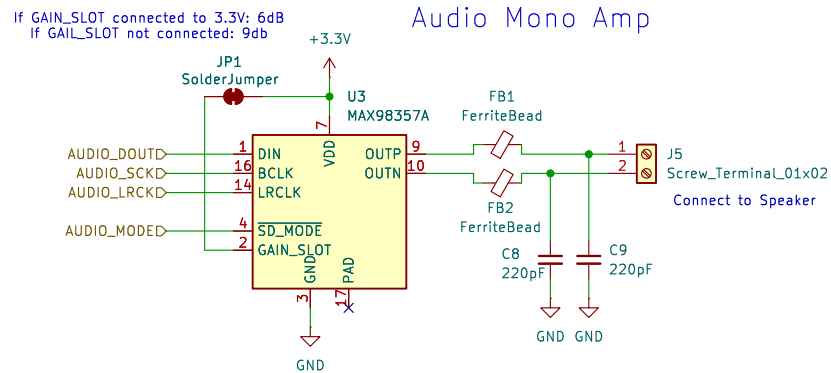 Audio Mono Amp
If GAIN_SLOT connected to 3.3V: 6dB
If GAIL_SLOT not connected: 9db
+3.3V
JP1
SolderJumper
U3
MAX98357A
FB1
FerriteBead
7
VDD
AUDIO_DOUT
1
DIN
OUTP
9
1
J5
AUDIO_SCK
16
BCLK
OUTN
10
2
Screw_Terminal_01x02
AUDIO_LRCK
14
LRCLK
Connect to Speaker
FB2
FerriteBead
AUDIO_MODE
4
SD_MODE
2
GAIN_SLOT
GND
PAD
3
17
C8
220pF
C9
220pF
GND
GND
GND